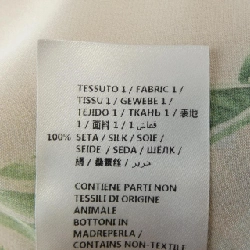 TESSUTO 1 / FABRIC 1 /
TISSU 1 / GEWEBE 1 /
TEJIDO 1 / ТКАНЬ 1 / 表地
1 / 面料 1 / 1 قماش /
100% SETA / SILK / SOIE /
SEIDE / SEDA / ШЁЛК /
絹 / 桑蚕丝 / حرير /
CONTIENE PARTI NON
TESSILI DI ORIGINE
ANIMALE
BOTTONI IN
MADREPERLA /
CONTAINS NON-TEXTILE